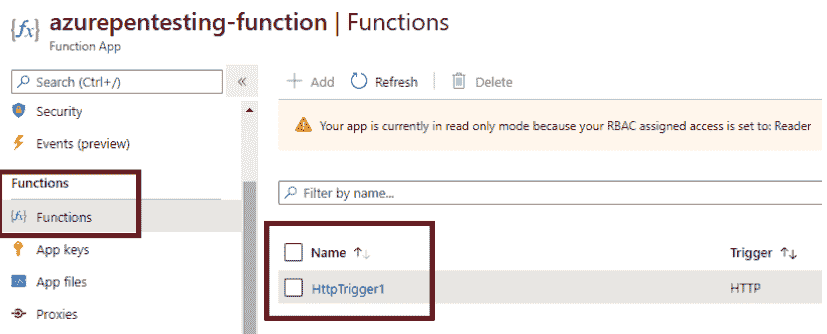 azurepentesting-function | Functions
Function App
Search (Ctrl+/)
«
Add
Refresh
Delete
Security
Events (preview)
Your app is currently in read only mode because your RBAC assigned access is set to: Reader
Functions
Filter by name...
Functions
App keys
Name ↑↓
Trigger ↑↓
App files
HttpTrigger1
HTTP
Proxies